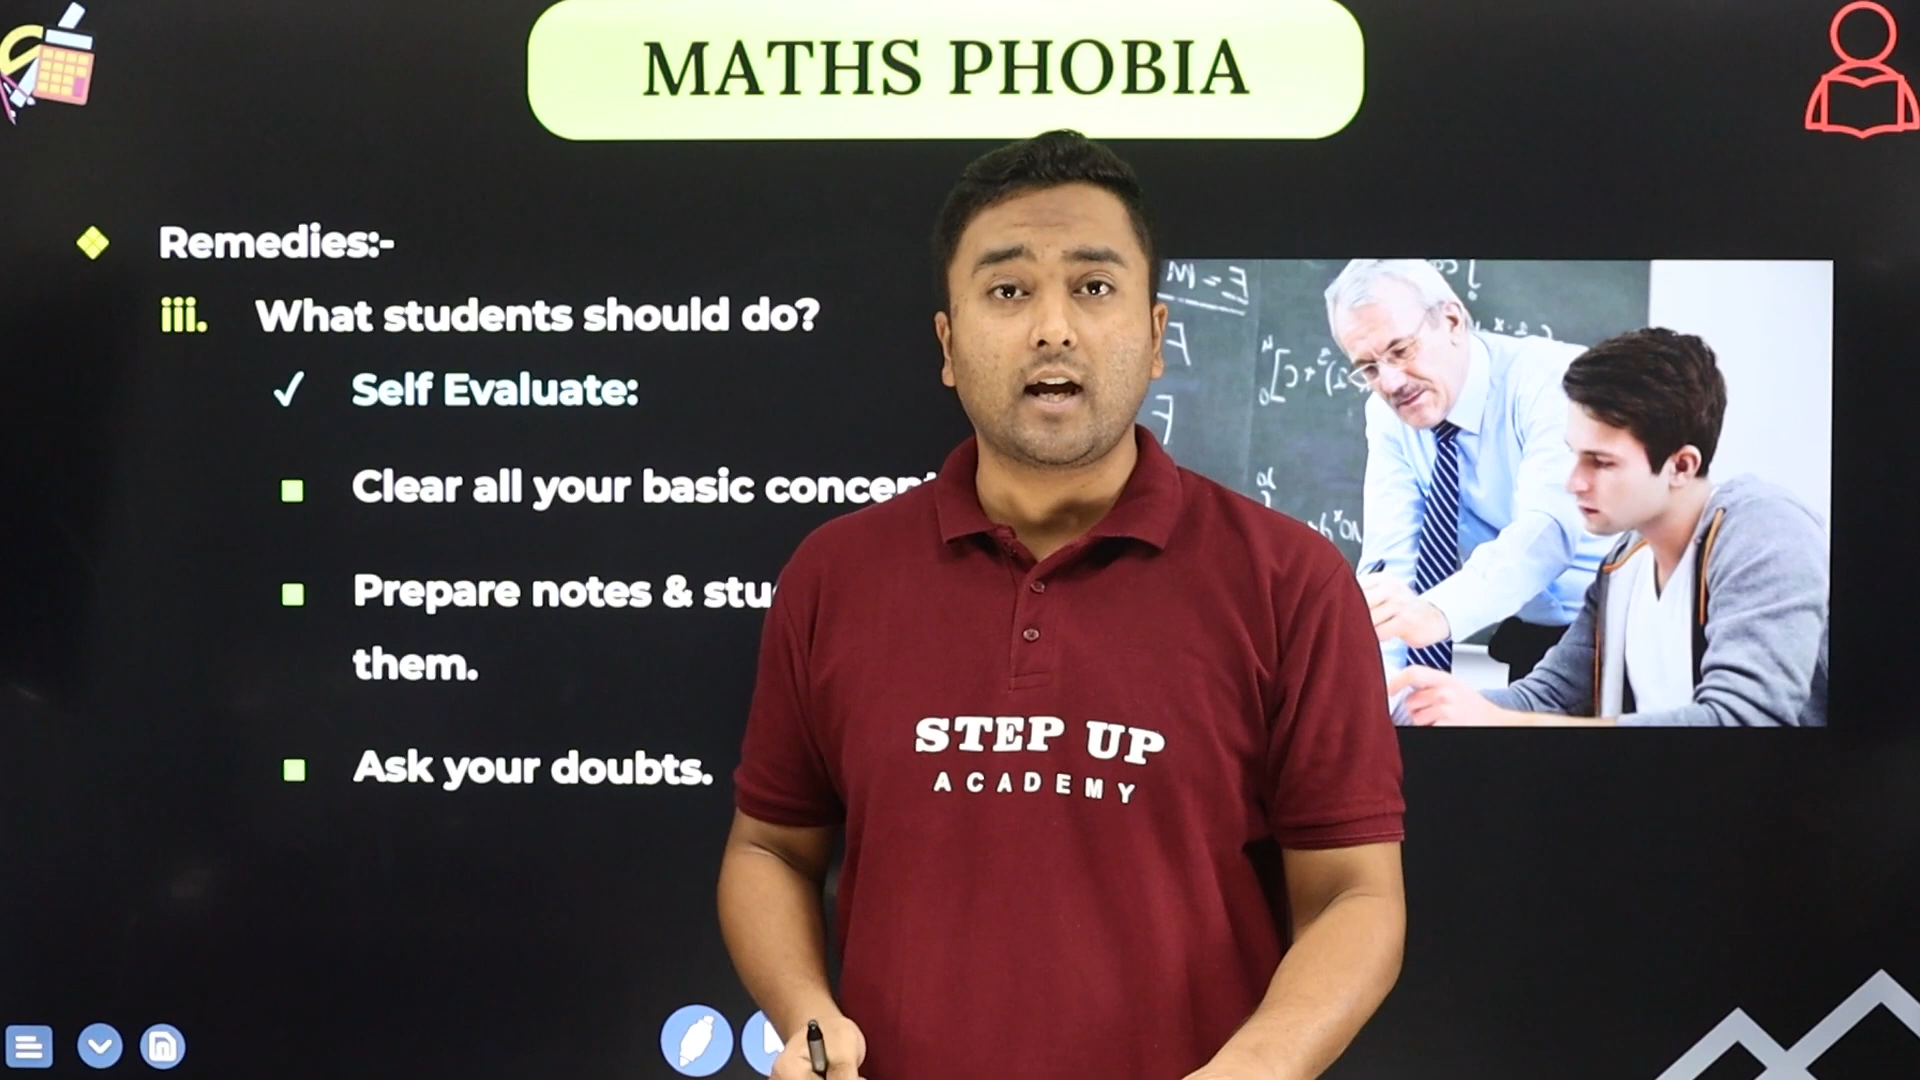 MATHS PHOBIA
Remedies:-
iii. What students should do?
✓ Self Evaluate:
Clear all your basic
Prepare notes &
them.
Ask your doubts.
STEP UP
ACADEMY